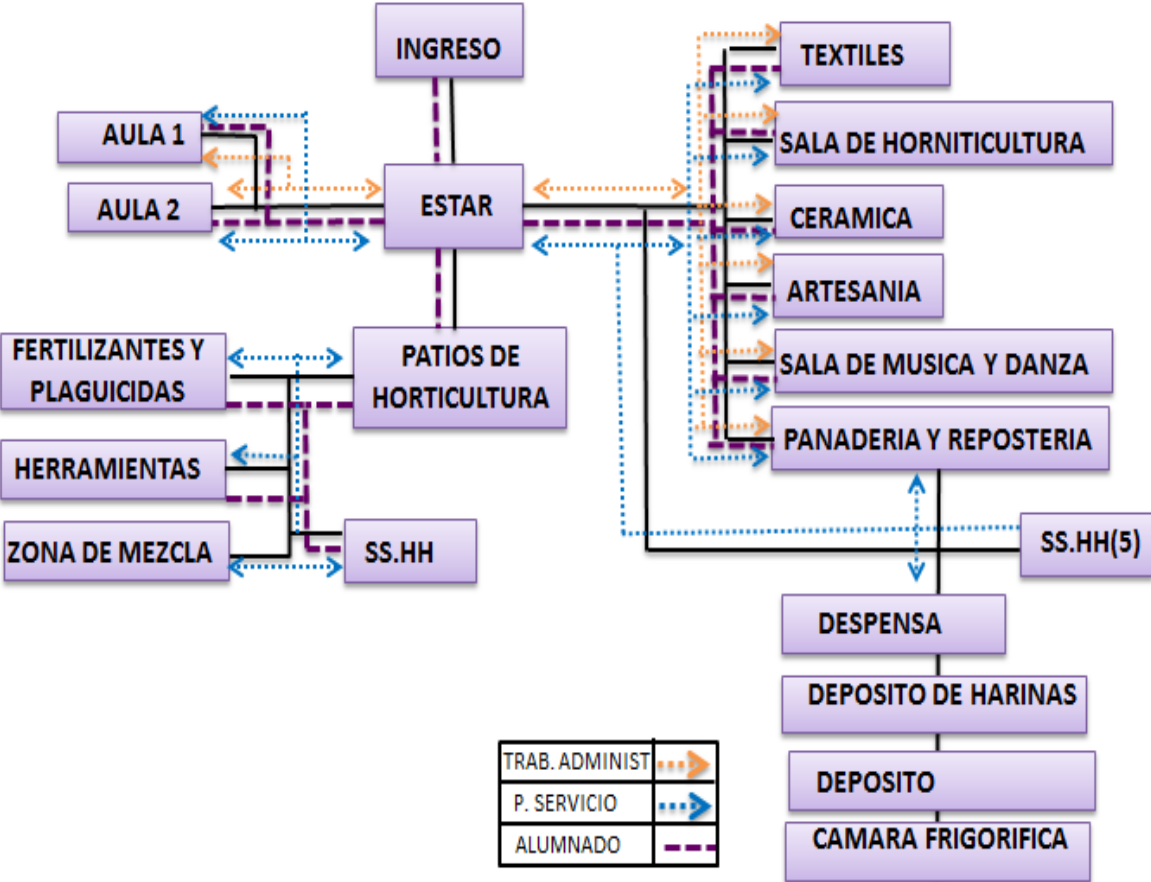 INGRESO
TEXTILES
AULA 1
SALA DE HORNITICULTURA
AULA 2
ESTAR
CERAMICA
ARTESANIA
FERTILIZANTES Y
PLAGUICIDAS
PATIOS DE
HORTICULTURA
SALA DE MUSICA Y DANZA
PANADERIA Y REPOSTERIA
HERRAMIENTAS
ZONA DE MEZCLA
SS.HH
SS.HH(5)
DESPENSA
DEPOSITO DE HARINAS
DEPOSITO
CAMARA FRIGORIFICA
TRAB. ADMINIST
P. SERVICIO
ALUMNADO